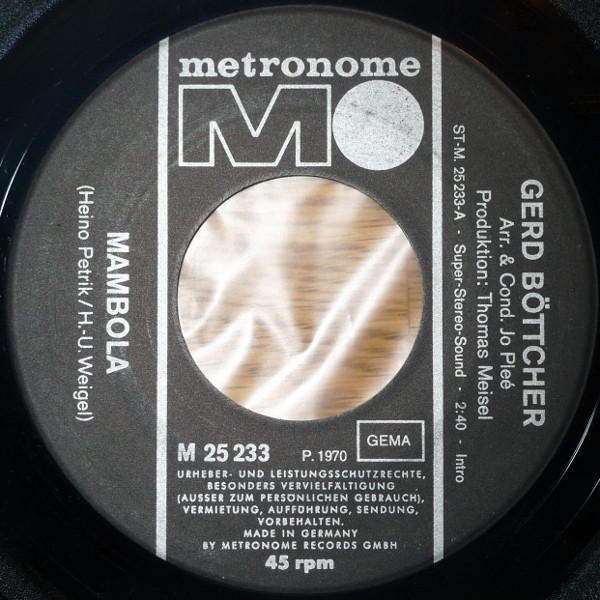 metronome
MO
GERD BÖTTCHER
Arr. & Cond. Jo Pleé
Produktion: Thomas Meisel
ST-M. 25 233-A - Super-Stereo-Sound - 2:40 - Intro
MAMBOLA
(Heino Petrik/H.-U. Weigel)
M 25 233 P. 1970 GEMA
URHEBER- UND LEISTUNGSSCHUTZRECHTE,
BESONDERS VERVIELFÄLTIGUNG
(AUSSER ZUM PERSÖNLICHEN GEBRAUCH),
VERMIETUNG, AUFFÜHRUNG, SENDUNG,
VORBEHALTEN.
MADE IN GERMANY
BY METRONOME RECORDS GMBH
45 rpm